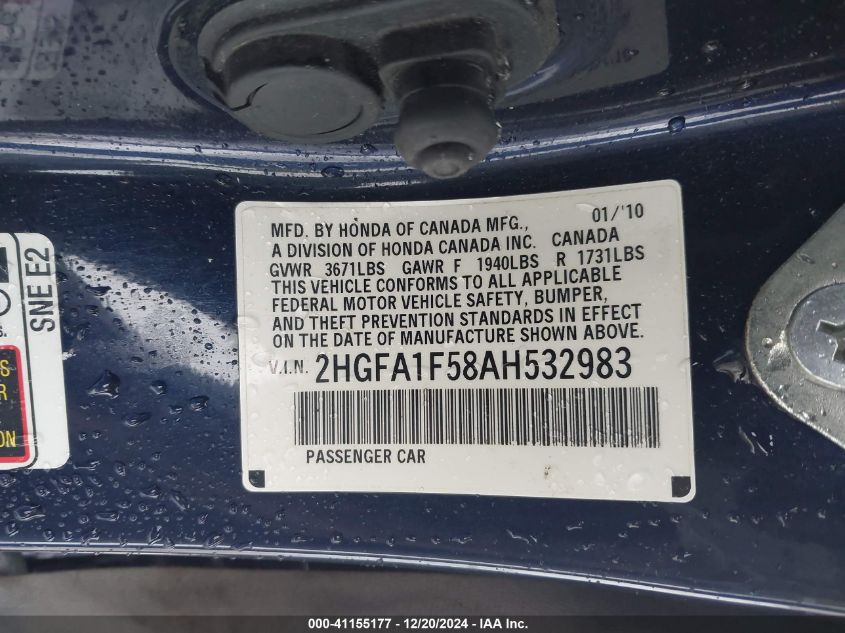 MFD. BY HONDA OF CANADA MFG., 01/'10
A DIVISION OF HONDA CANADA INC. CANADA
GVWR 3671LBS GAWR F 1940LBS R 1731LBS
THIS VEHICLE CONFORMS TO ALL APPLICABLE
FEDERAL MOTOR VEHICLE SAFETY, BUMPER,
AND THEFT PREVENTION STANDARDS IN EFFECT
ON THE DATE OF MANUFACTURE SHOWN ABOVE.
V.I.N. 2HGFA1F58AH532983
PASSENGER CAR
SNE E2
000-41155177 - 12/20/2024 - IAAI.com